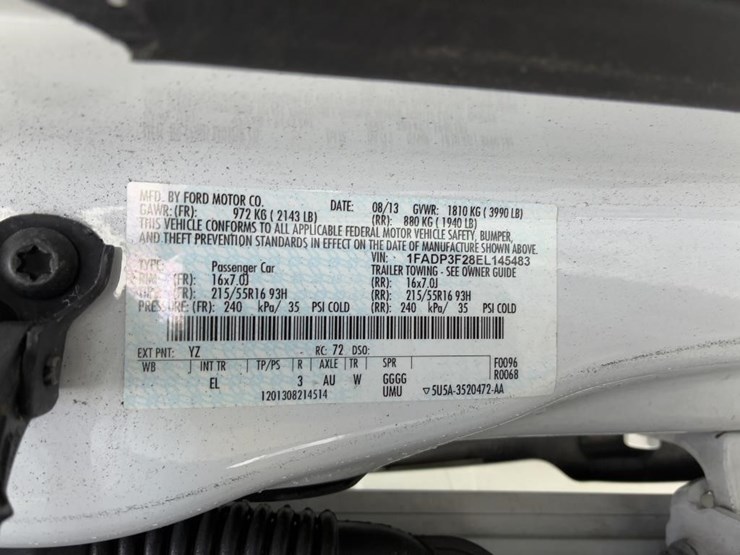 MFD. BY FORD MOTOR CO. DATE: 08/13 GVWR: 1810 KG ( 3990 LB)
GAWR: (FR): 972 KG ( 2143 LB) (RR): 880 KG ( 1940 LB)
THIS VEHICLE CONFORMS TO ALL APPLICABLE FEDERAL MOTOR VEHICLE SAFETY, BUMPER,
AND THEFT PREVENTION STANDARDS IN EFFECT ON THE DATE OF MANUFACTURE SHOWN ABOVE.
VIN: 1FADP3F28EL145483
TYPE: Passenger Car TRAILER TOWING - SEE OWNER GUIDE
(FR): 16x7.0J (RR): 16x7.0J
(FR): 215/55R16 93H (RR): 215/55R16 93H
PRESSURE: (FR): 240 kPa/ 35 PSI COLD (RR): 240 kPa/ 35 PSI COLD
EXT PNT: YZ RC: 72 DSO:
WB INT TR TP/PS R AXLE TR SPR F0096
EL 3 AU W GGGG R0068
1201308214514 UMU 5U5A-3520472-AA